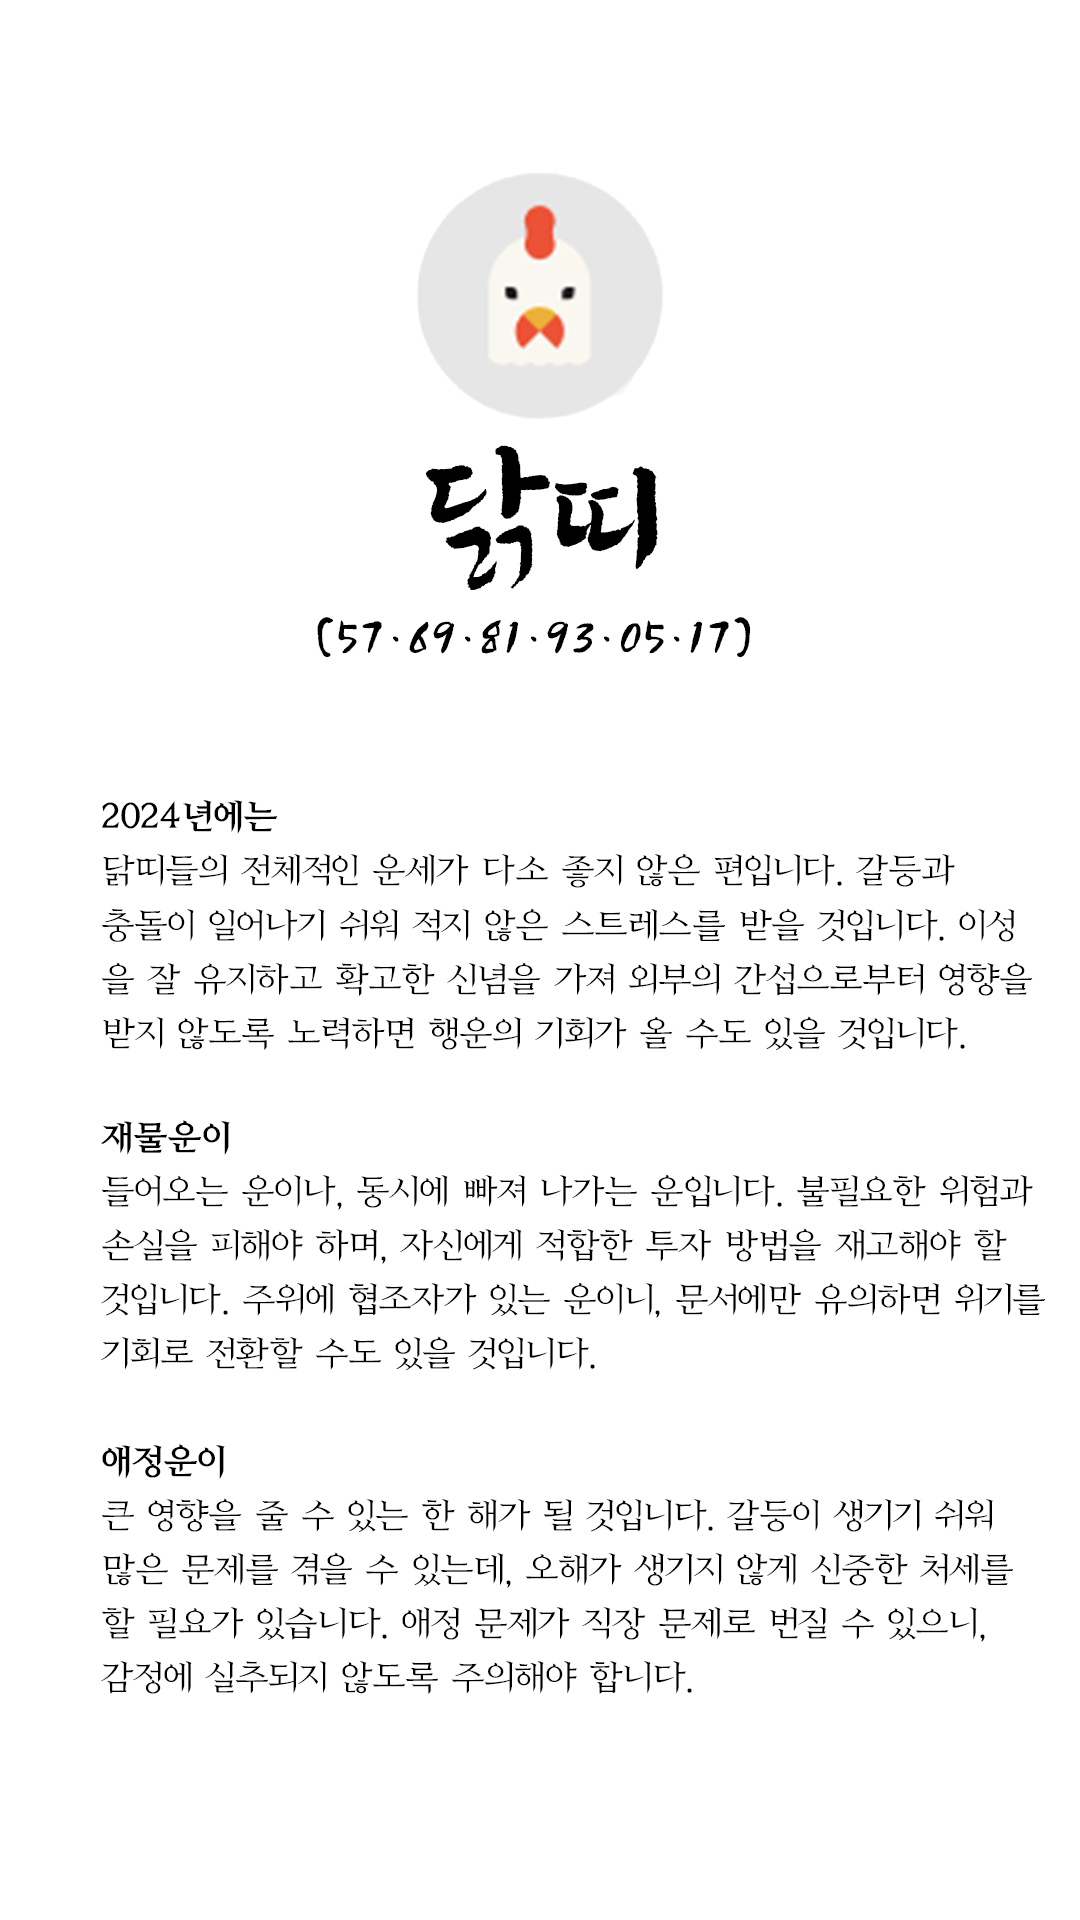 닭띠
(57·69·81·93·05·17)
2024년에는
닭띠들의 전체적인 운세가 다소 좋지 않은 편입니다. 갈등과
충돌이 일어나기 쉬워 적지 않은 스트레스를 받을 것입니다. 이성
을 잘 유지하고 확고한 신념을 가져 외부의 간섭으로부터 영향을
받지 않도록 노력하면 행운의 기회가 올 수도 있을 것입니다.
재물운이
들어오는 운이나, 동시에 빠져 나가는 운입니다. 불필요한 위험과
손실을 피해야 하며, 자신에게 적합한 투자 방법을 재고해야 할
것입니다. 주위에 협조자가 있는 운이니, 문서에만 유의하면 위기를
기회로 전환할 수도 있을 것입니다.
애정운이
큰 영향을 줄 수 있는 한 해가 될 것입니다. 갈등이 생기기 쉬워
많은 문제를 겪을 수 있는데, 오해가 생기지 않게 신중한 처세를
할 필요가 있습니다. 애정 문제가 직장 문제로 번질 수 있으니,
감정에 실추되지 않도록 주의해야 합니다.